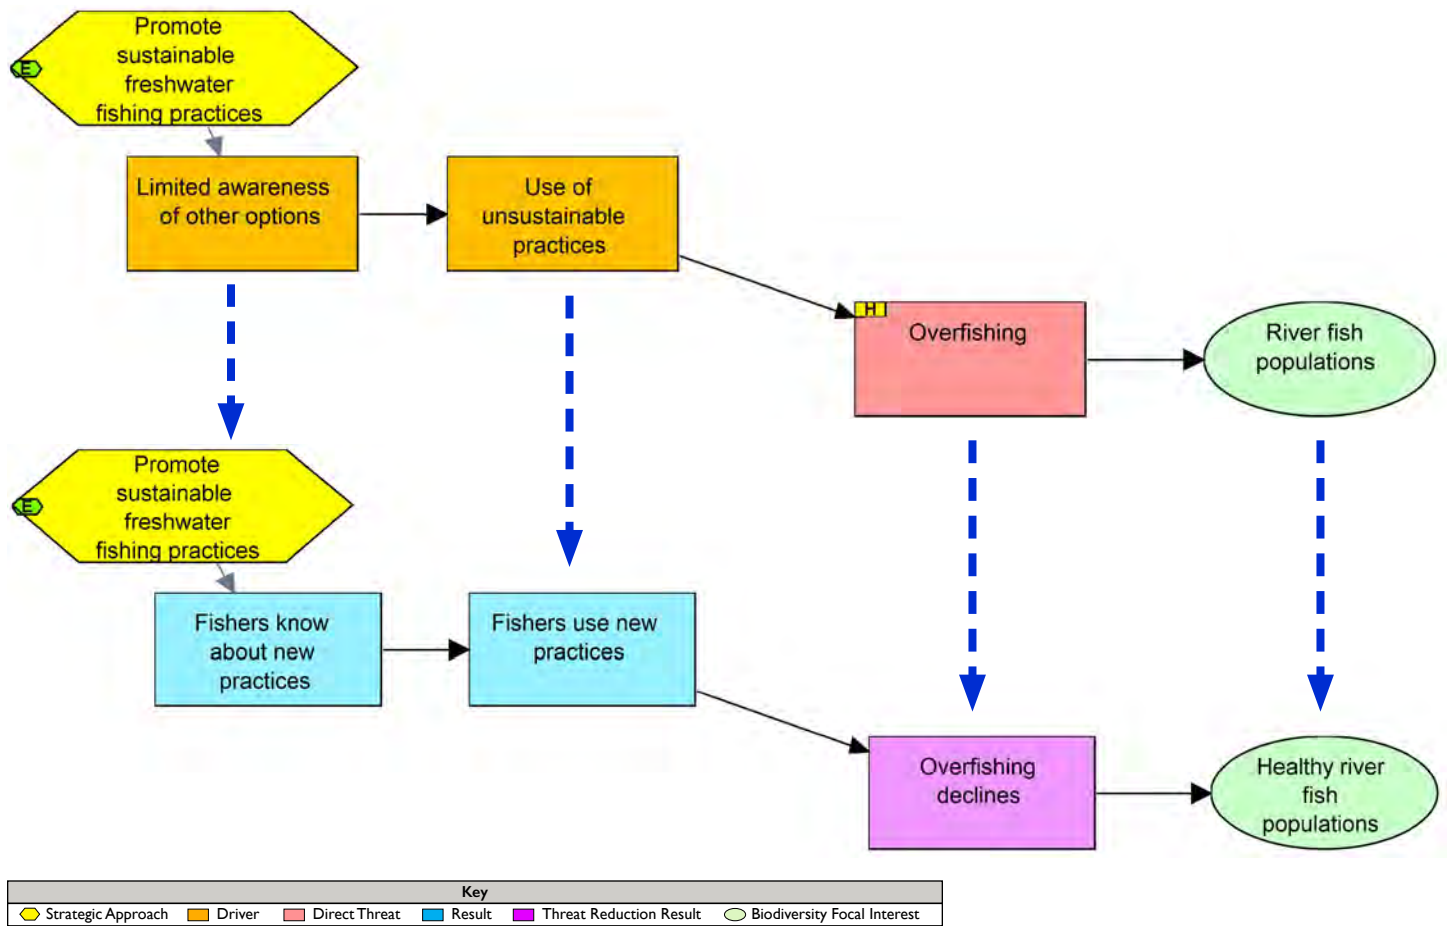 Promote
sustainable
freshwater
fishing practices
E
Limited awareness
of other options
Use of
unsustainable
practices
H
Overfishing
River fish
populations
Promote
sustainable
freshwater
fishing practices
E
Fishers know
about new
practices
Fishers use new
practices
Overfishing
declines
Healthy river
fish
populations
Key
Strategic Approach
Driver
Direct Threat
Result
Threat Reduction Result
Biodiversity Focal Interest